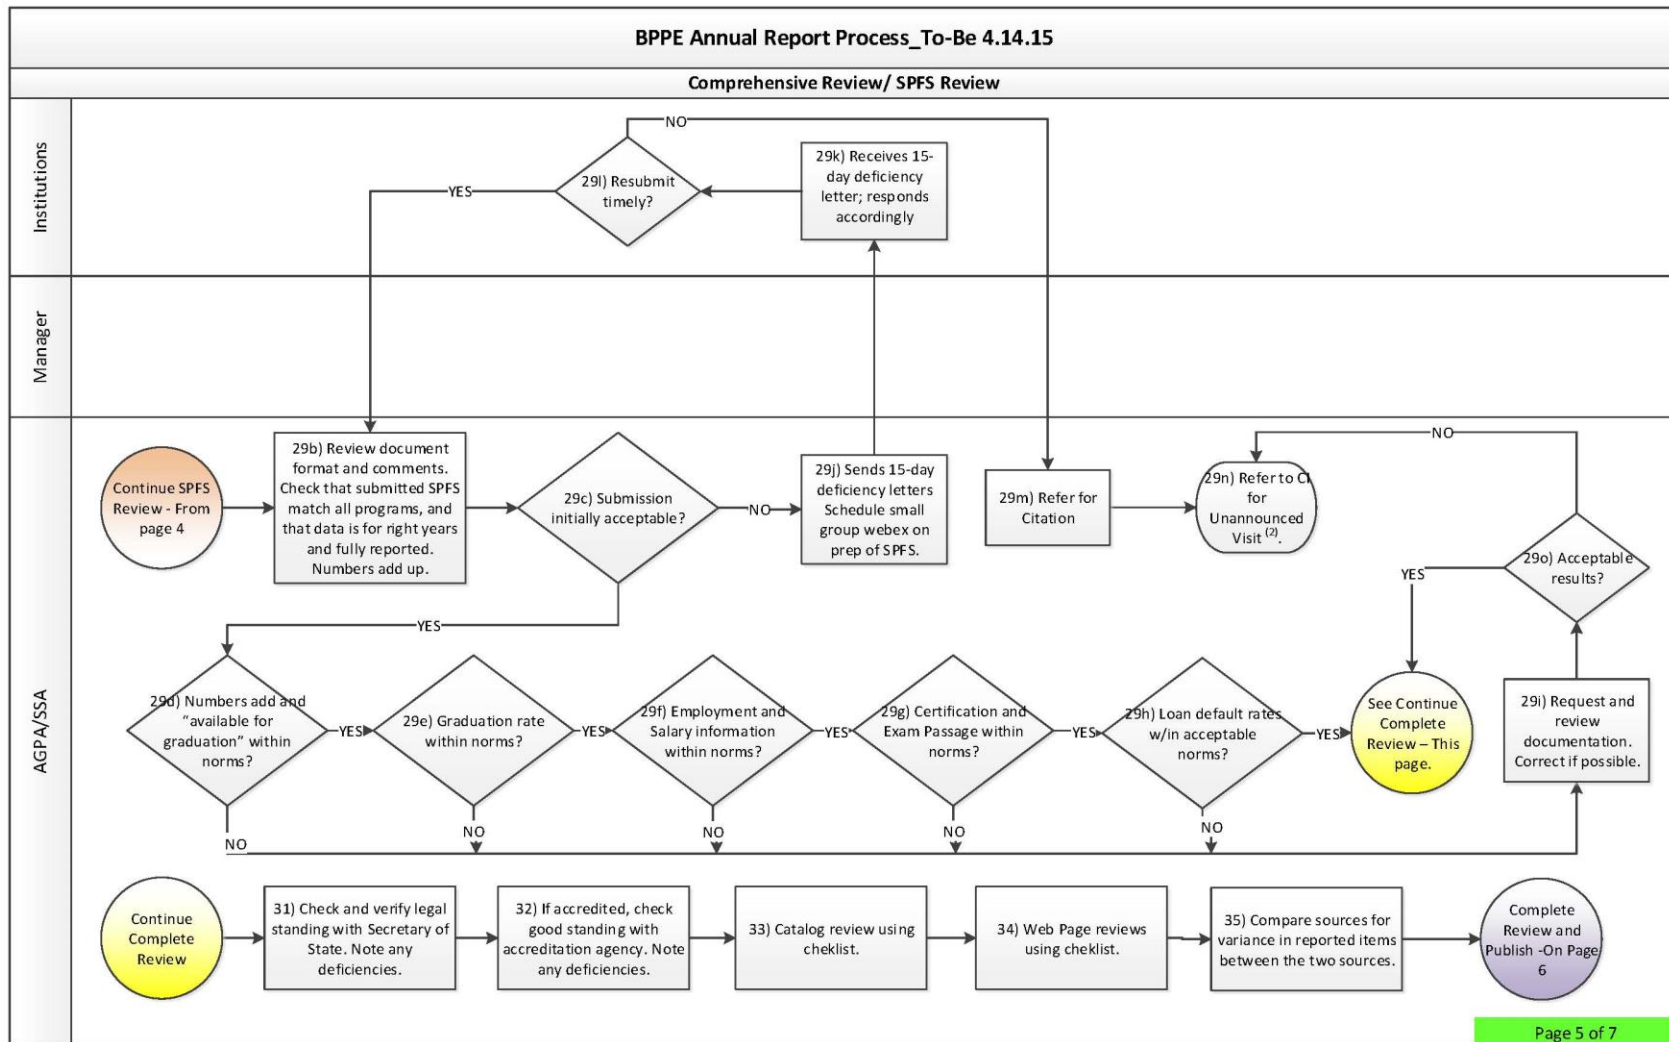 BPPE Annual Report Process_To-Be 4.14.15
Comprehensive Review/ SPFS Review
Institutions
NO
29l) Resubmit
timely?
YES
29k) Receives 15-
day deficiency
letter; responds
accordingly
Manager
AGPA/SSA
Continue SPFS
Review - From
page 4
29b) Review document
format and comments.
Check that submitted SPFS
match all programs, and
that data is for right years
and fully reported.
Numbers add up.
29c) Submission
initially acceptable?
NO
29j) Sends 15-day
deficiency letters
Schedule small
group webex on
prep of SPFS.
29m) Refer for
Citation
29n) Refer to CI
for
Unannounced
Visit (2).
NO
29o) Acceptable
results?
YES
YES
29d) Numbers add and
“available for
graduation” within
norms?
YES
29e) Graduation rate
within norms?
YES
29f) Employment and
Salary information
within norms?
YES
29g) Certification and
Exam Passage within
norms?
YES
29h) Loan default rates
w/in acceptable
norms?
YES
See Continue
Complete
Review – This
page.
29i) Request and
review
documentation.
Correct if possible.
NO
NO
NO
NO
NO
Continue
Complete
Review
31) Check and verify legal
standing with Secretary of
State. Note any
deficiencies.
32) If accredited, check
good standing with
accreditation agency. Note
any deficiencies.
33) Catalog review using
cheklist.
34) Web Page reviews
using cheklist.
35) Compare sources for
variance in reported items
between the two sources.
Complete
Review and
Publish -On Page
6
Page 5 of 7